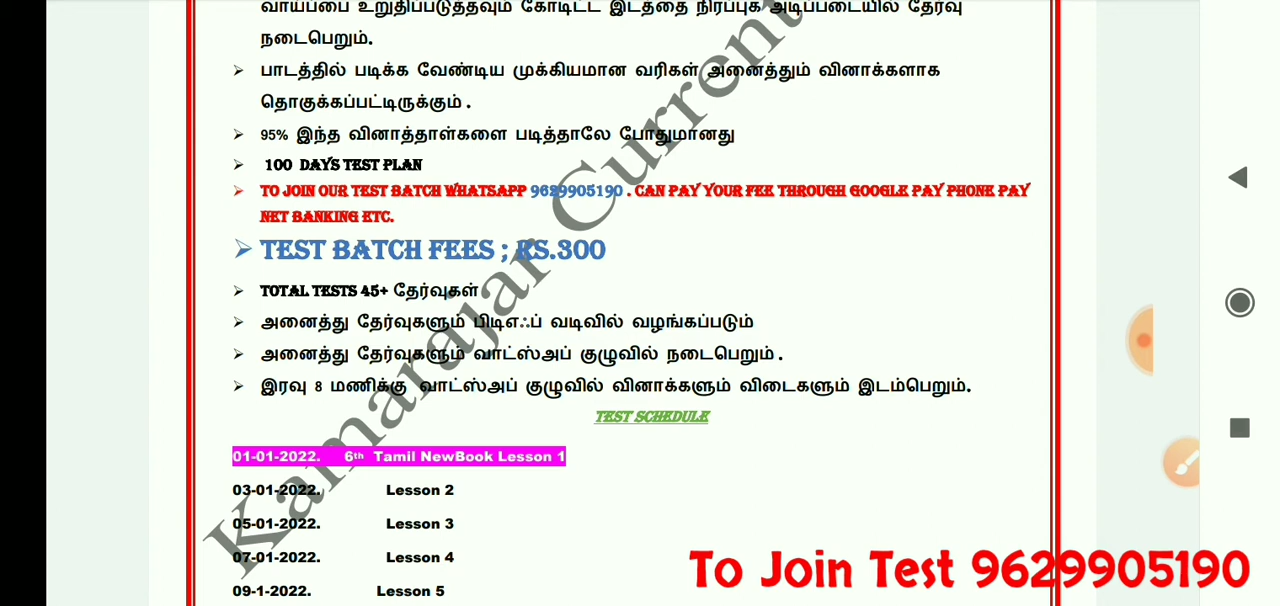 வாய்ப்பை உறுதிப்படுத்தவும் கோடிட்ட இடத்தை நிரப்புக அடிப்படையில் தேர்வு
நடைபெறும்.
➢ பாடத்தில் படிக்க வேண்டிய முக்கியமான வரிகள் அனைத்தும் வினாக்களாக
தொகுக்கப்பட்டிருக்கும் .
➢ 95% இந்த வினாத்தாள்களை படித்தாலே போதுமானது
➢ 100 DAYS TEST PLAN
➢ TO JOIN OUR TEST BATCH WHATSAPP 9629905190 . CAN PAY YOUR FEE THROUGH GOOGLE PAY PHONE PAY
NET BANKING ETC.
➢ TEST BATCH FEES ; RS.300
➢ TOTAL TESTS 45+ தேர்வுகள்
➢ அனைத்து தேர்வுகளும் பிடிஎஃப் வடிவில் வழங்கப்படும்
➢ அனைத்து தேர்வுகளும் வாட்ஸ்அப் குழுவில் நடைபெறும் .
➢ இரவு 8 மணிக்கு வாட்ஸ்அப் குழுவில் வினாக்களும் விடைகளும் இடம்பெறும்.
TEST SCHEDULE
01-01-2022. 6th Tamil NewBook Lesson 1
03-01-2022. Lesson 2
05-01-2022. Lesson 3
07-01-2022. Lesson 4
09-1-2022. Lesson 5
Kamarajar Current
To Join Test 9629905190